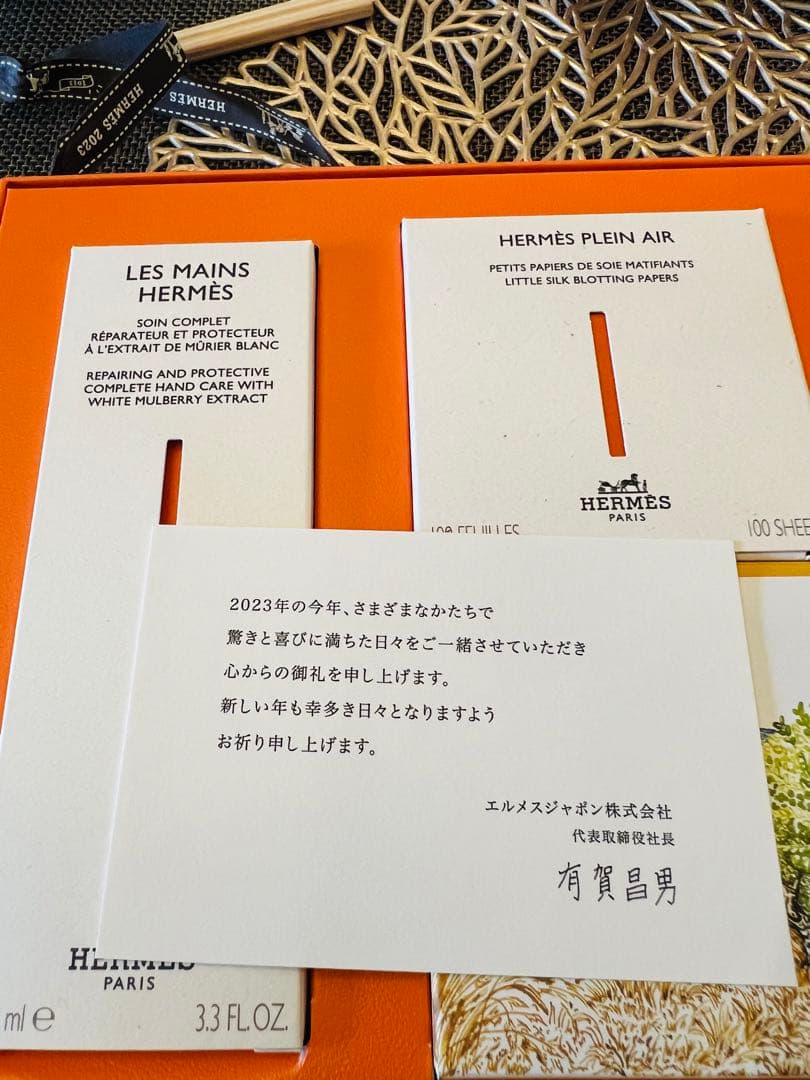 HERMÈS 2023
HERMÈS
LES MAINS
HERMÈS
SOIN COMPLET
RÉPARATEUR ET PROTECTEUR
À L'EXTRAIT DE MÛRIER BLANC
REPAIRING AND PROTECTIVE
COMPLETE HAND CARE WITH
WHITE MULBERRY EXTRACT
HERMÈS PLEIN AIR
PETITS PAPIERS DE SOIE MATIFIANTS
LITTLE SILK BLOTTING PAPERS
HERMÈS
PARIS
100 FEUILLES
100 SHEE
2023年の今年、さまざまなかたちで
驚きと喜びに満ちた日々をご一緒させていただき
心からの御礼を申し上げます。
新しい年も幸多き日々となりますよう
お祈り申し上げます。
エルメスジャポン株式会社
代表取締役社長
有賀昌男
HERMÈS
PARIS
ml e
3.3 FL.OZ.